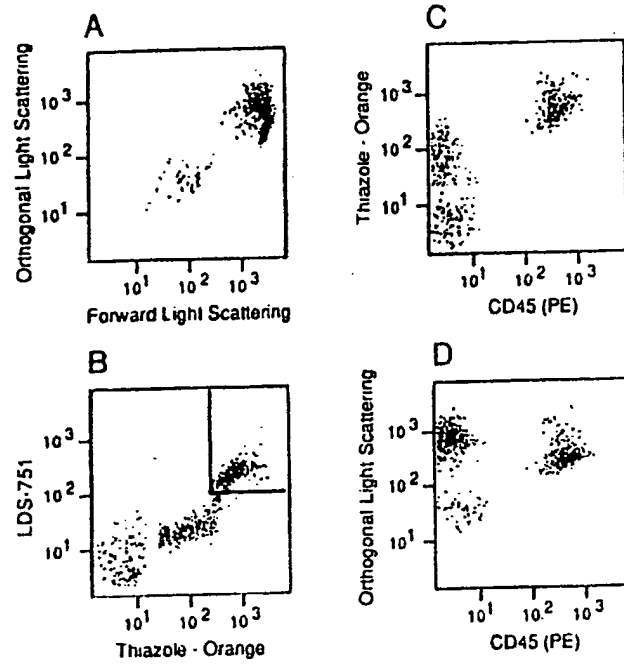 A
Orthogonal Light Scattering
10³
10²
10¹
10¹ 10² 10³
Forward Light Scattering
B
LDS-751
10³
10²
10¹
10¹ 10² 10³
Thiazole - Orange
C
Thiazole - Orange
10³
10²
10¹
10¹ 10² 10³
CD45 (PE)
D
Orthogonal Light Scattering
10³
10²
10¹
10¹ 10.² 10³
CD45 (PE)